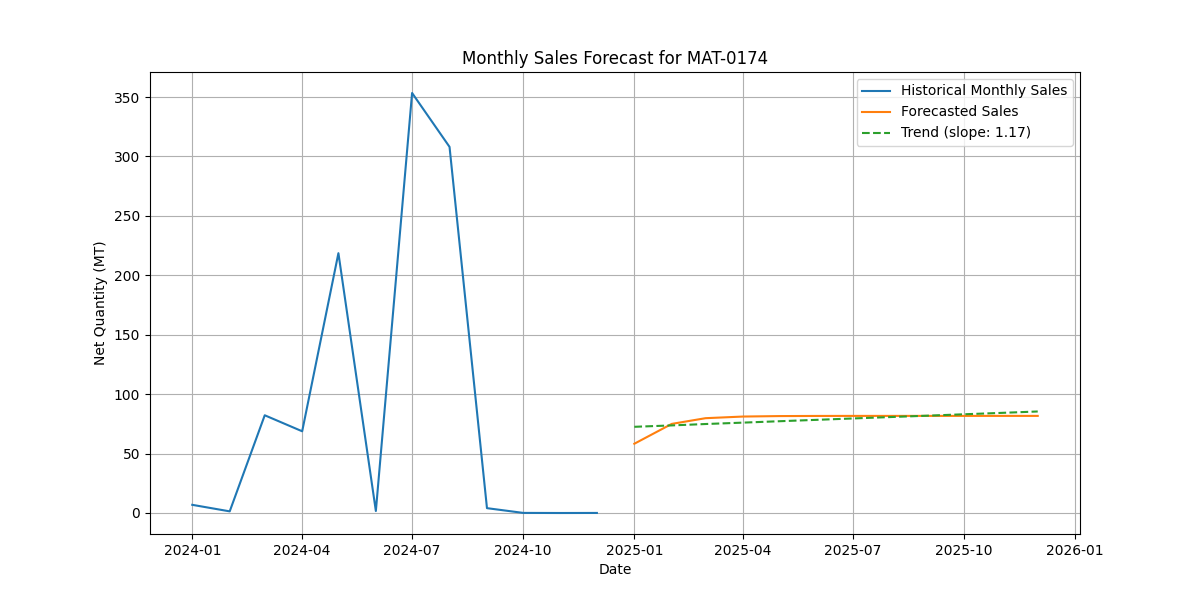 Monthly Sales Forecast for MAT-0174
Historical Monthly Sales
Forecasted Sales
Trend (slope: 1.17)
Net Quantity (MT)
350
300
250
200
150
100
50
0
2024-01 2024-04 2024-07 2024-10 2025-01 2025-04 2025-07 2025-10 2026-01
Date